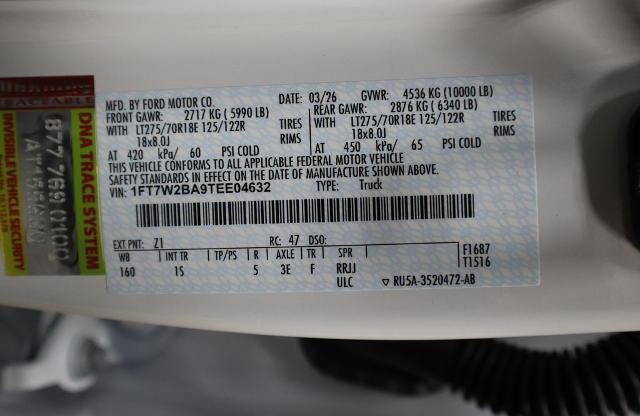 MFD. BY FORD MOTOR CO.
DATE: 03/26 GVWR: 4536 KG (10000 LB)
FRONT GAWR: 2717 KG (5990 LB)
REAR GAWR: 2876 KG (6340 LB)
WITH LT275/70R18E 125/122R TIRES
WITH LT275/70R18E 125/122R TIRES
18x8.0J RIMS
18x8.0J RIMS
AT 420 kPa/ 60 PSI COLD
AT 450 kPa/ 65 PSI COLD
THIS VEHICLE CONFORMS TO ALL APPLICABLE FEDERAL MOTOR VEHICLE
SAFETY STANDARDS IN EFFECT ON THE DATE OF MANUFACTURE SHOWN ABOVE.
VIN: 1FT7W2BA9TEE04632 TYPE: Truck
EXT PNT: Z1 RC: 47 DSO: F1687
WB INT TR TP/PS R AXLE TR SPR T1516
160 1S 5 3E F RRJJ
ULC RU5A-3520472-AB
DNA TRACE SYSTEM
INVISIBLE VEHICLE SECURITY